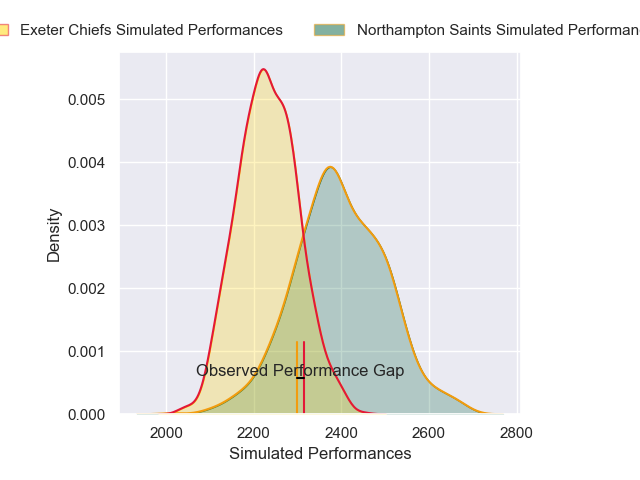 Exeter Chiefs Simulated Performances
Northampton Saints Simulated
Density
0.005
0.004
0.003
0.002
0.001
0.000
Observed Performance Gap
2000 2200 2400 2600 2800
Simulated Performances